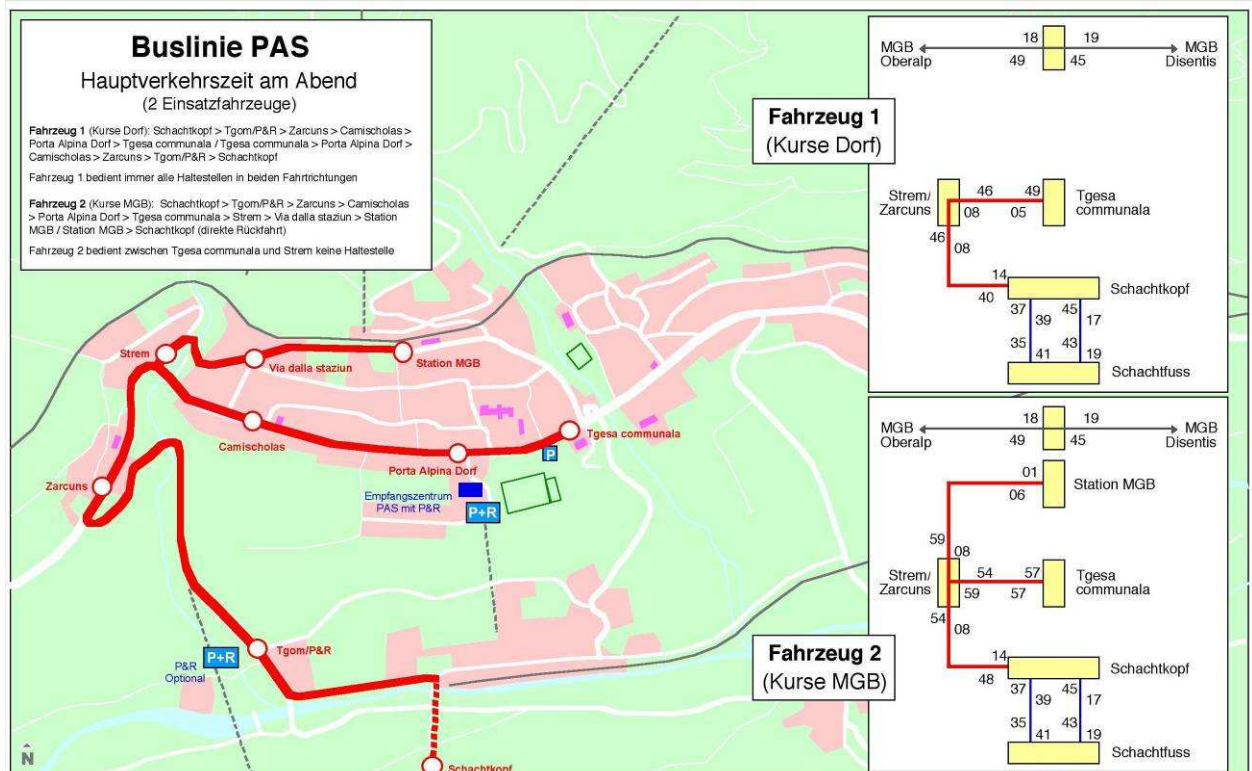 Buslinie PAS
Hauptverkehrszeit am Abend
(2 Einsatzfahrzeuge)
Fahrzeug 1 (Kurse Dorf): Schachtkopf > Tgom/P&R > Zarcuns > Camischolas >
Porta Alpina Dorf > Tgesa communala / Tgesa communala > Porta Alpina Dorf >
Camischolas > Zarcuns > Tgom/P&R > Schachtkopf
Fahrzeug 1 bedient immer alle Haltestellen in beiden Fahrtrichtungen
Fahrzeug 2 (Kurse MGB): Schachtkopf > Tgom/P&R > Zarcuns > Camischolas
> Porta Alpina Dorf > Tgesa communala > Strem > Via dalla staziun > Station
MGB / Station MGB > Schachtkopf (direkte Rückfahrt)
Fahrzeug 2 bedient zwischen Tgesa communala und Strem keine Haltestelle
Strem
Via dalla staziun
Station MGB
Camischolas
Tgesa communala
Porta Alpina Dorf
P
Zarcuns
Empfangszentrum
PAS mit P&R
P+R
Tgom/P&R
P+R
P&R
Optional
Schachtkopf
N
Fahrzeug 1
(Kurse Dorf)
18 19
MGB
Oberalp
MGB
Disentis
49 45
Strem/
Zarcuns
46 49
08 05
Tgesa
communala
46
08
14
40
Schachtkopf
37 39 45 17
35 41 43 19
Schachtfuss
Fahrzeug 2
(Kurse MGB)
18 19
MGB
Oberalp
MGB
Disentis
49 45
01
06
Station MGB
59
08
Strem/
Zarcuns
54 57
59 57
Tgesa
communala
54
08
14
48
Schachtkopf
37 39 45 17
35 41 43 19
Schachtfuss